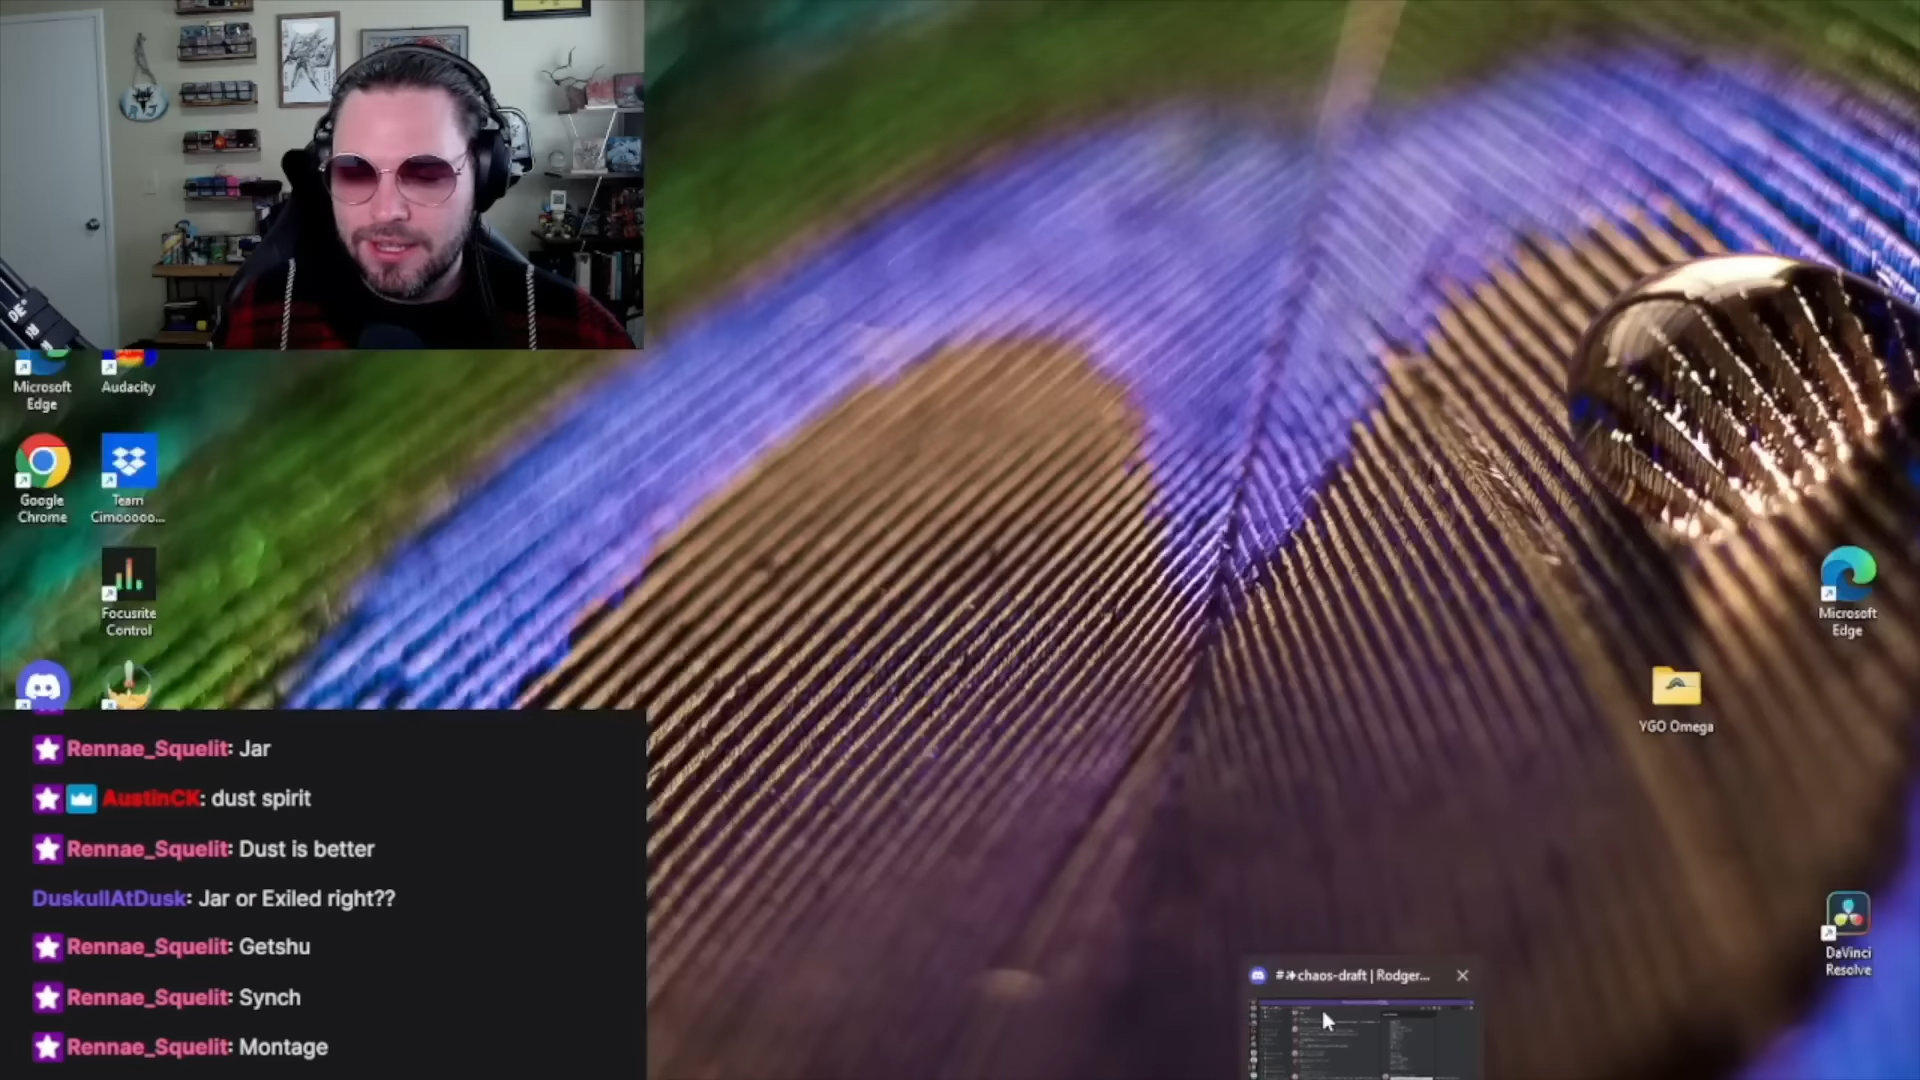 Microsoft
Edge
Audacity
Google
Chrome
Team
Cimooooo...
Focusrite
Control
Rennae_Squelit: Jar
AustinCK: dust spirit
Rennae_Squelit: Dust is better
DuskullAtDusk: Jar or Exiled right??
Rennae_Squelit: Getshu
Rennae_Squelit: Synch
Rennae_Squelit: Montage
Microsoft
Edge
YGO Omega
DaVinci
Resolve
#✨chaos-draft | Rodger...